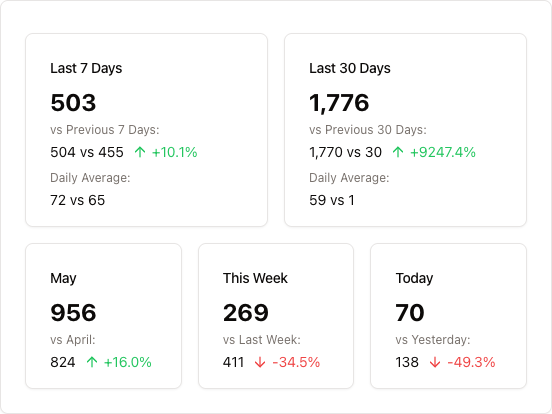 Last 7 Days
503
vs Previous 7 Days:
504 vs 455 ↑ +10.1%
Daily Average:
72 vs 65
Last 30 Days
1,776
vs Previous 30 Days:
1,770 vs 30 ↑ +9247.4%
Daily Average:
59 vs 1
May
956
vs April:
824 ↑ +16.0%
This Week
269
vs Last Week:
411 ↓ -34.5%
Today
70
vs Yesterday:
138 ↓ -49.3%